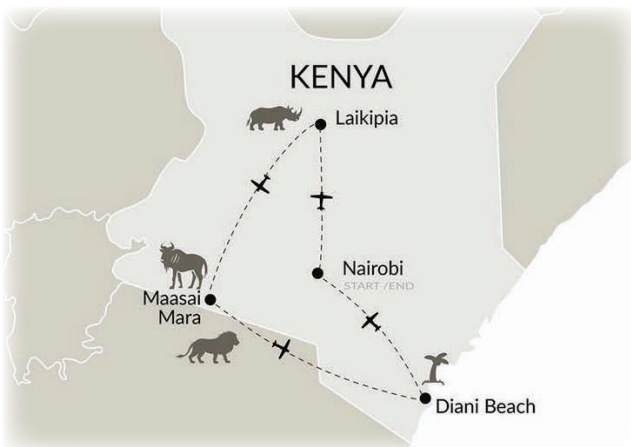 KENYA
Laikipia
Nairobi
START /END
Maasai
Mara
Diani Beach